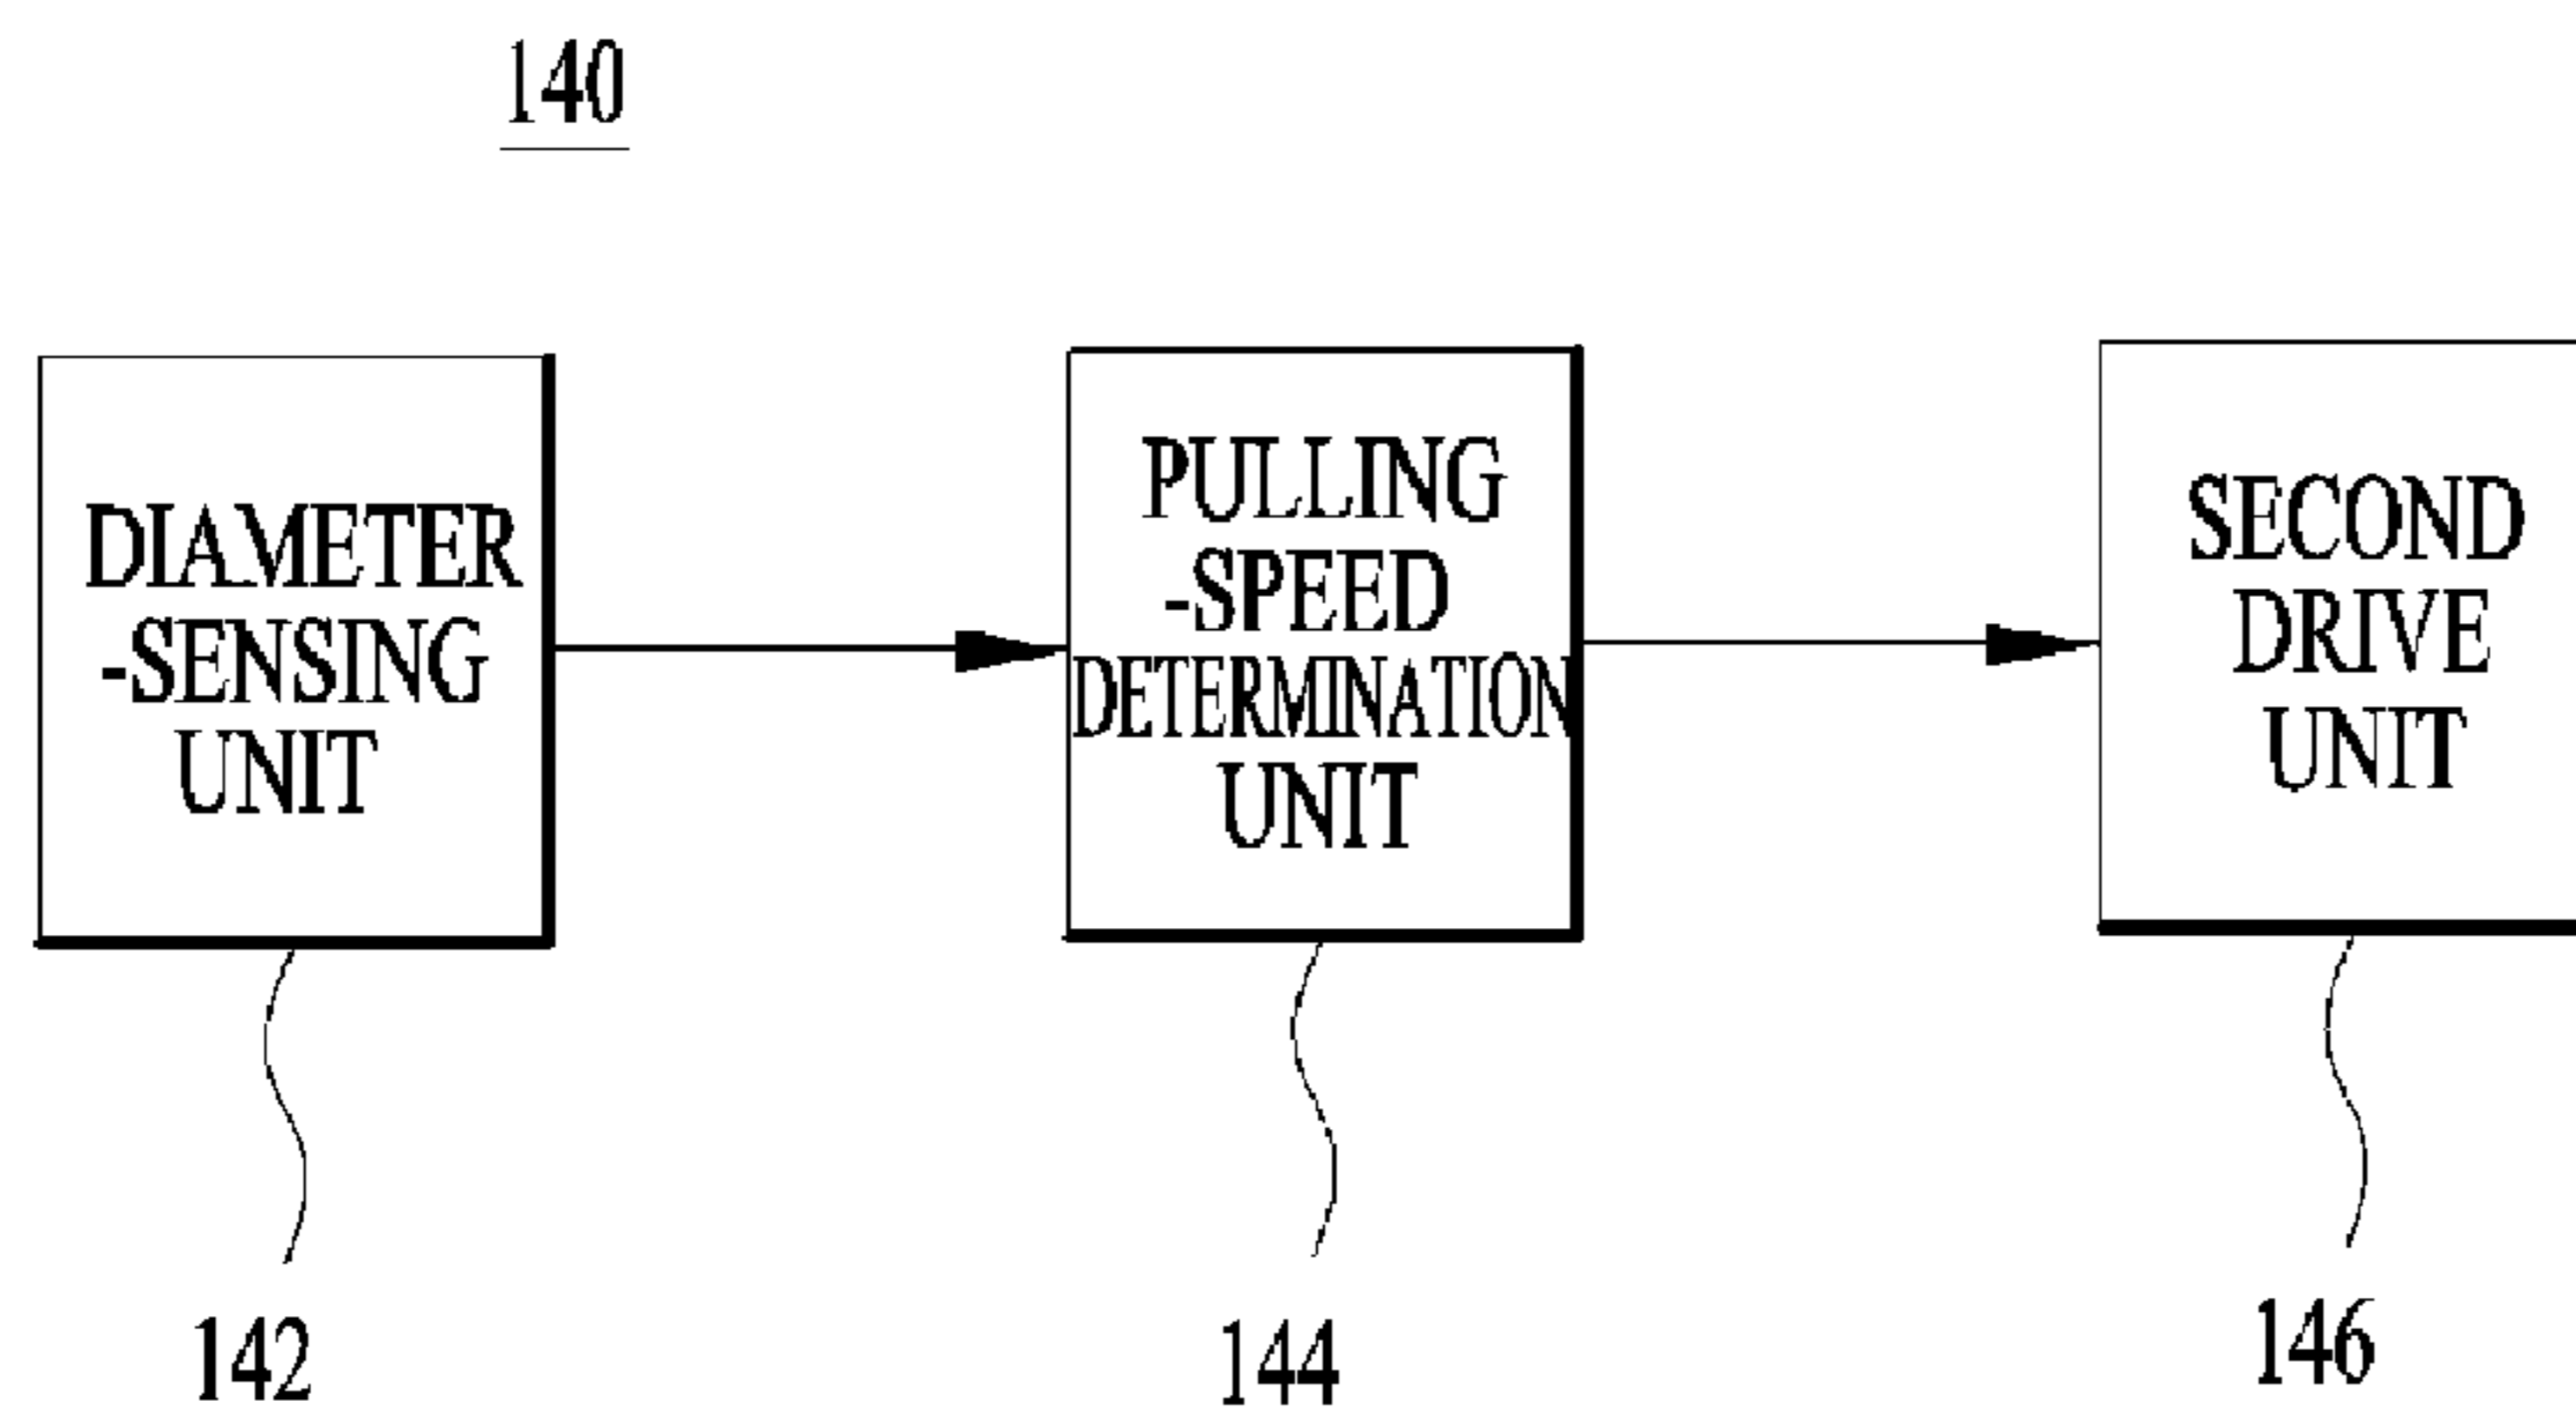 140
DIAMETER
-SENSING
UNIT
PULLING
-SPEED
DETERMINATION
UNIT
SECOND
DRIVE
UNIT
142
144
146